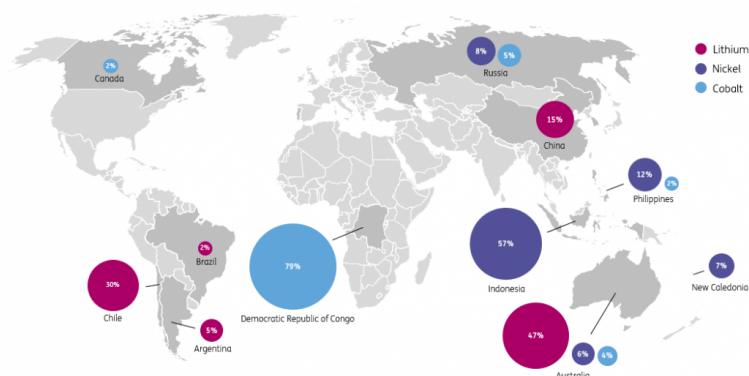 Lithium
Nickel
Cobalt
2%
Canada
8%
5%
Russia
15%
China
12%
2%
Philippines
57%
Indonesia
7%
New Caledonia
2%
Brazil
30%
Chile
5%
Argentina
79%
Democratic Republic of Congo
47%
6%
4%
Australia